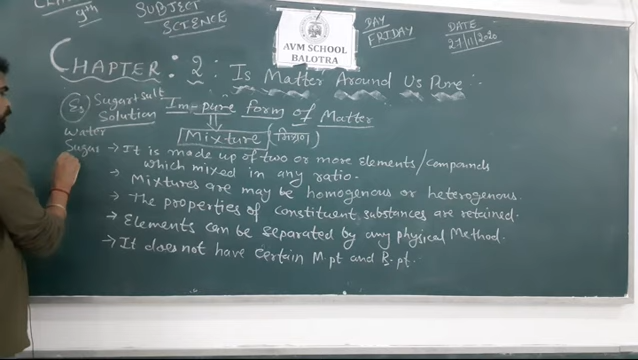 9th
SUBJECT
SCIENCE
AVM SCHOOL
BALOTRA
DAY
FRIDAY
DATE
27/11/2020
CHAPTER : 2 : Is Matter Around Us Pure :-
Eg Sugar+salt
Solution
Im-pure form of Matter
Mixture (मिश्रण)
Water
Sugar
→ It is made up of two or more Elements/compounds
which mixed in any ratio.
→ Mixtures are may be homogenous or heterogenous.
→ The properties of constituent substances are retained.
→ Elements can be separated by any physical Method.
→ It does not have certain M.pt and B.pt.